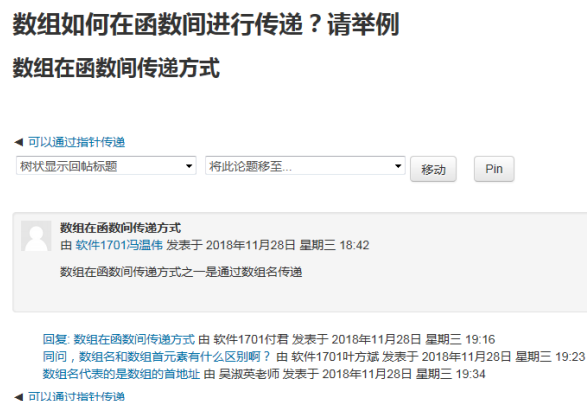 数组如何在函数间进行传递？请举例
数组在函数间传递方式
◄ 可以通过指针传递
树状显示回帖标题 将此论题移至... 移动 Pin
数组在函数间传递方式
由 软件1701冯温伟 发表于 2018年11月28日 星期三 18:42
数组在函数间传递方式之一是通过数组名传递
回复: 数组在函数间传递方式 由 软件1701付君 发表于 2018年11月28日 星期三 19:16
同问，数组名和数组首元素有什么区别啊？ 由 软件1701叶方斌 发表于 2018年11月28日 星期三 19:23
数组名代表的是数组的首地址 由 吴淑英老师 发表于 2018年11月28日 星期三 19:34
◄ 可以通过指针传递